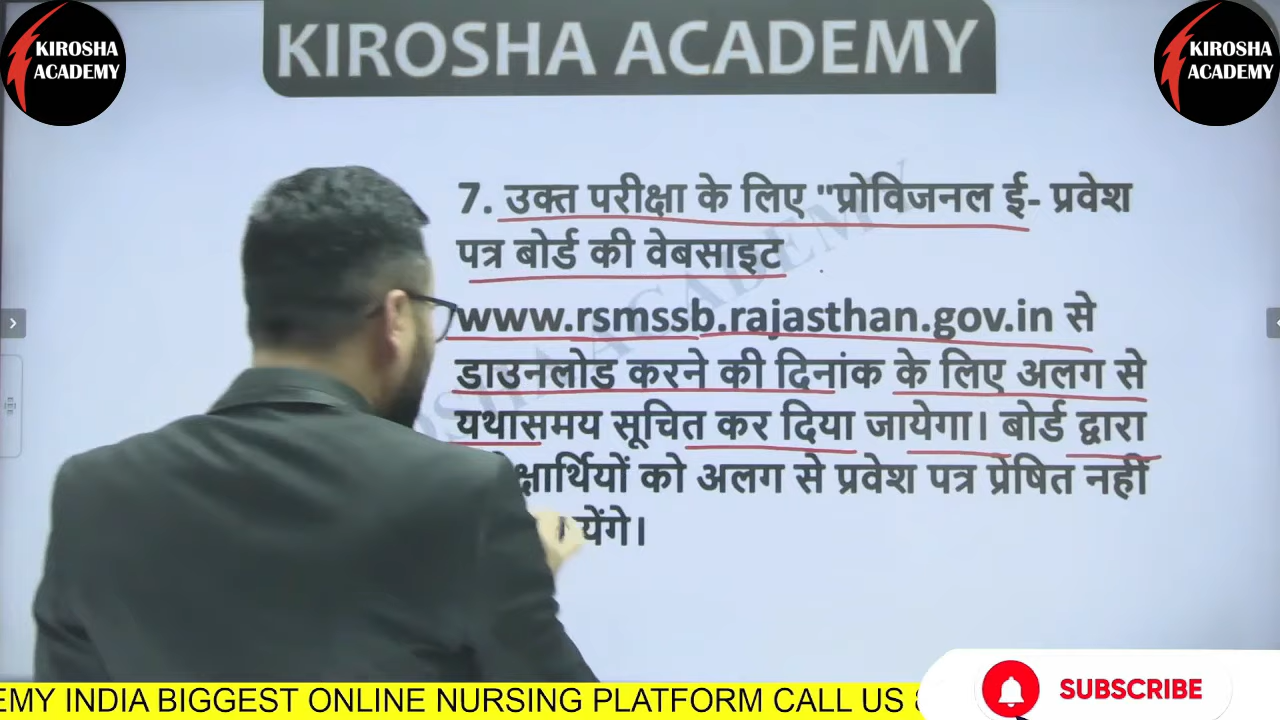 KIROSHA
ACADEMY
KIROSHA ACADEMY
KIROSHA
ACADEMY
7. उक्त परीक्षा के लिए "प्रोविजनल ई- प्रवेश
पत्र बोर्ड की वेबसाइट
www.rsmssb.rajasthan.gov.in से
डाउनलोड करने की दिनांक के लिए अलग से
यथासमय सूचित कर दिया जायेगा। बोर्ड द्वारा
को अलग से प्रवेश पत्र प्रेषित नहीं
EMY INDIA BIGGEST ONLINE NURSING PLATFORM CALL US
SUBSCRIBE